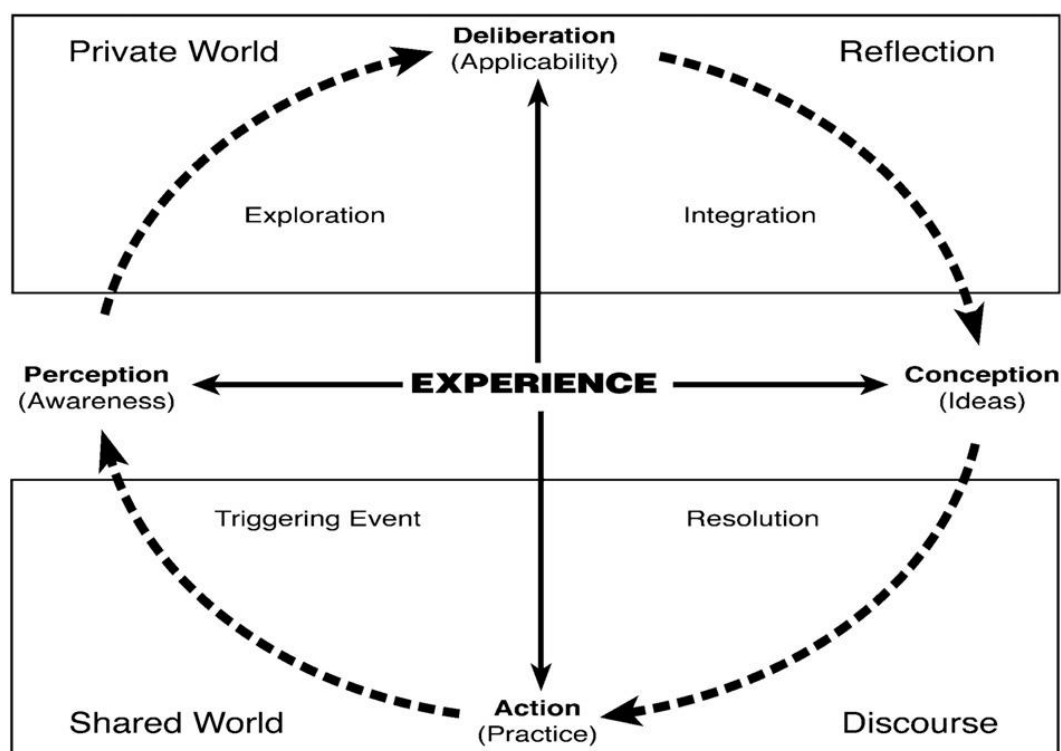 Private World
Deliberation
(Applicability)
Reflection
Exploration
Integration
Perception
(Awareness)
EXPERIENCE
Conception
(Ideas)
Triggering Event
Resolution
Shared World
Action
(Practice)
Discourse